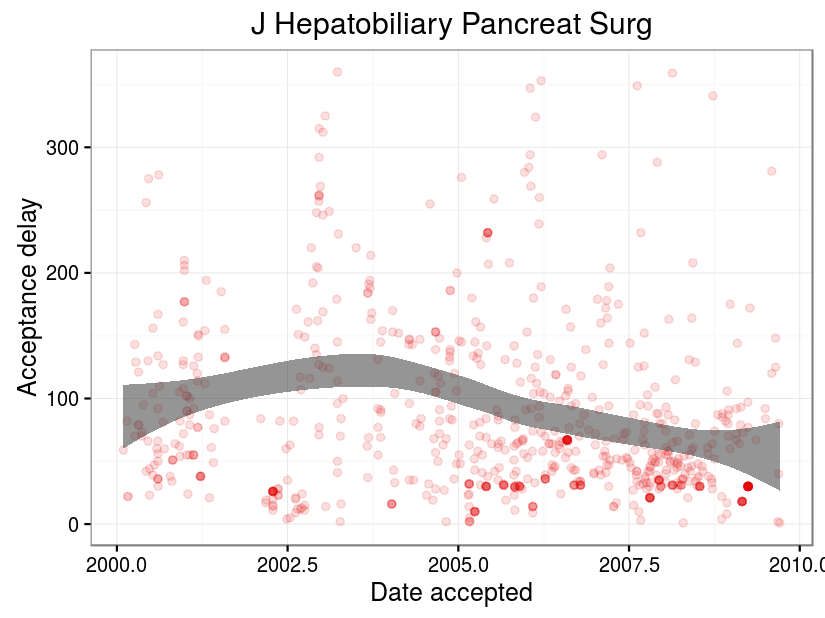 J Hepatobiliary Pancreat Surg
Acceptance delay
300
200
100
0
2000.0 2002.5 2005.0 2007.5 2010.0
Date accepted